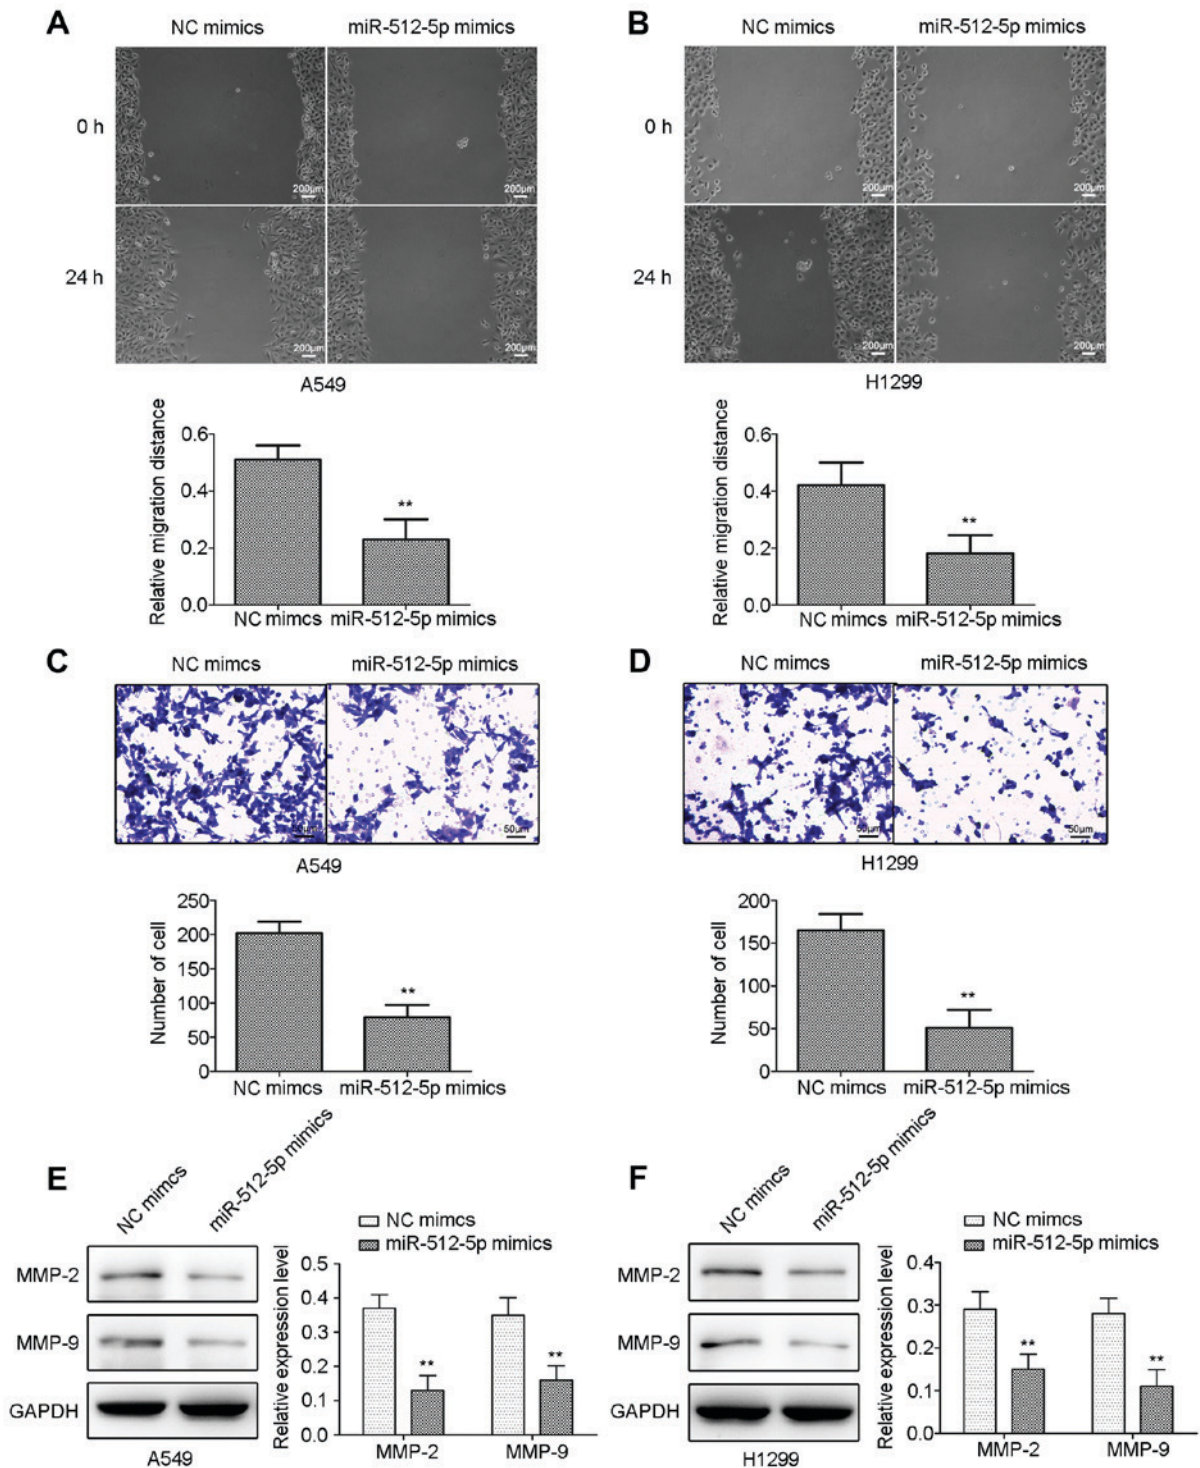 A
NC mimics
miR-512-5p mimics
0 h
200μm
200μm
24 h
200μm
200μm
A549
Relative migration distance
0.6
0.4
0.2
0.0
**
NC mimcs
miR-512-5p mimics
B
NC mimics
miR-512-5p mimics
0 h
200μm
200μm
24 h
200μm
200μm
H1299
Relative migration distance
0.6
0.4
0.2
0.0
**
NC mimcs
miR-512-5p mimics
C
NC mimcs
miR-512-5p mimics
50μm
50μm
A549
Number of cell
250
200
150
100
50
0
**
NC mimcs
miR-512-5p mimics
D
NC mimcs
miR-512-5p mimics
50μm
50μm
H1299
Number of cell
200
150
100
50
0
**
NC mimcs
miR-512-5p mimics
E
NC mimcs
miR-512-5p mimics
MMP-2
MMP-9
GAPDH
A549
NC mimcs
miR-512-5p mimics
Relative expression level
0.5
0.4
0.3
0.2
0.1
0.0
**
**
MMP-2
MMP-9
F
NC mimcs
miR-512-5p mimics
MMP-2
MMP-9
GAPDH
H1299
NC mimcs
miR-512-5p mimics
Relative expression level
0.4
0.3
0.2
0.1
0.0
**
**
MMP-2
MMP-9